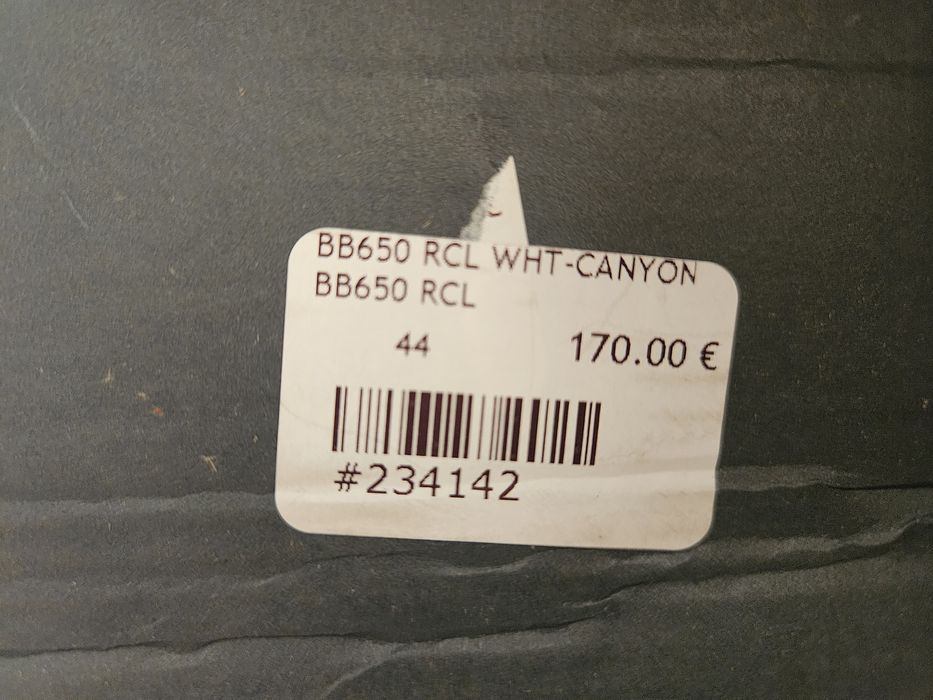 BB650 RCL WHT-CANYON
BB650 RCL
44 170.00 €
#234142